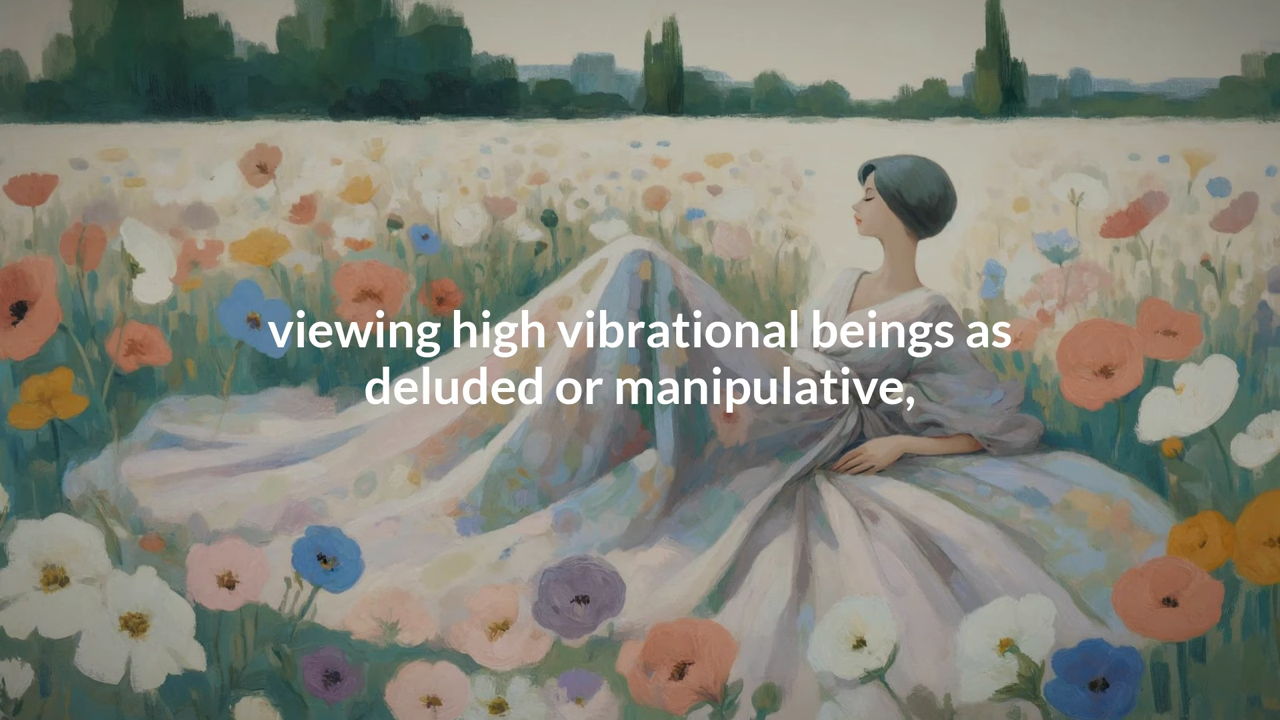 viewing high vibrational beings as
deluded or manipulative,